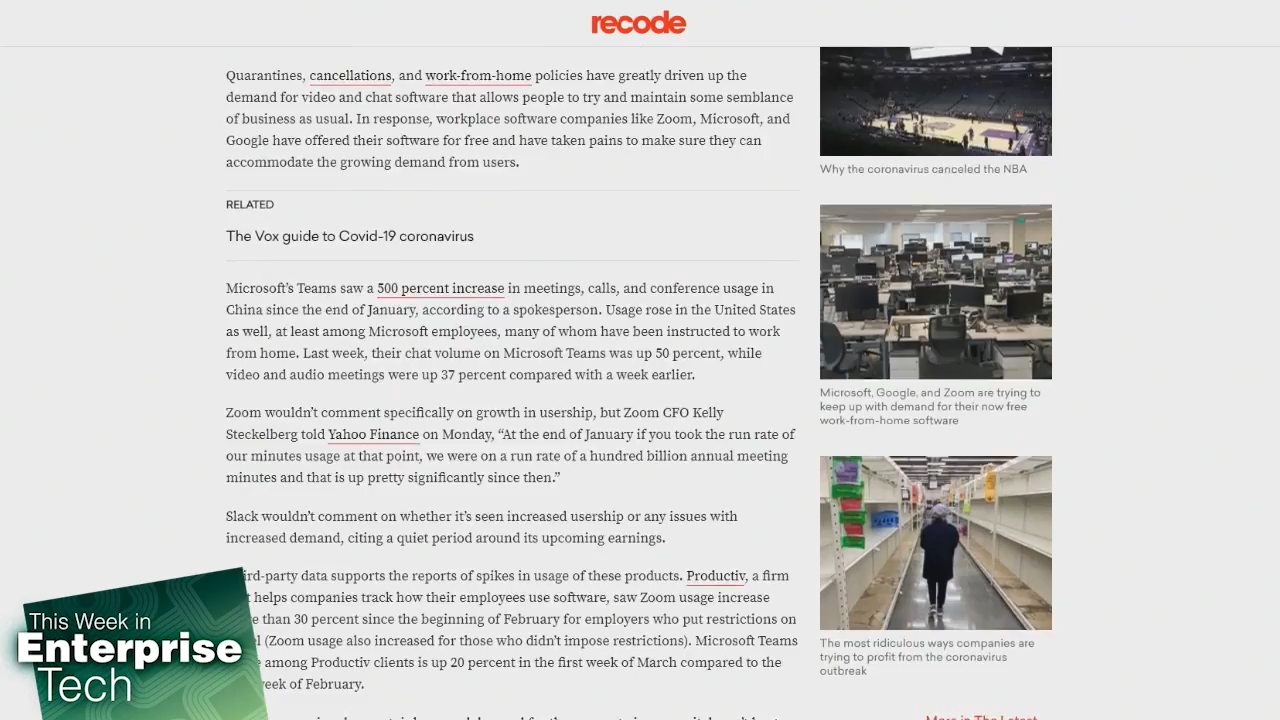 recode
Quarantines, cancellations, and work-from-home policies have greatly driven up the
demand for video and chat software that allows people to try and maintain some semblance
of business as usual. In response, workplace software companies like Zoom, Microsoft, and
Google have offered their software for free and have taken pains to make sure they can
accommodate the growing demand from users.
RELATED
The Vox guide to Covid-19 coronavirus
Microsoft’s Teams saw a 500 percent increase in meetings, calls, and conference usage in
China since the end of January, according to a spokesperson. Usage rose in the United States
as well, at least among Microsoft employees, many of whom have been instructed to work
from home. Last week, their chat volume on Microsoft Teams was up 50 percent, while
video and audio meetings were up 37 percent compared with a week earlier.
Zoom wouldn’t comment specifically on growth in usership, but Zoom CFO Kelly
Steckelberg told Yahoo Finance on Monday, “At the end of January if you took the run rate of
our minutes usage at that point, we were on a run rate of a hundred billion annual meeting
minutes and that is up pretty significantly since then.”
Slack wouldn’t comment on whether it’s seen increased usership or any issues with
increased demand, citing a quiet period around its upcoming earnings.
data supports the reports of spikes in usage of these products. Productiv, a firm
helps companies track how their employees use software, saw Zoom usage increase
than 30 percent since the beginning of February for employers who put restrictions on
(Zoom usage also increased for those who didn’t impose restrictions). Microsoft Teams
among Productiv clients is up 20 percent in the first week of March compared to the
of February.
Why the coronavirus canceled the NBA
Microsoft, Google, and Zoom are trying to
keep up with demand for their now free
work-from-home software
The most ridiculous ways companies are
trying to profit from the coronavirus
outbreak
This Week in
Enterprise
Tech